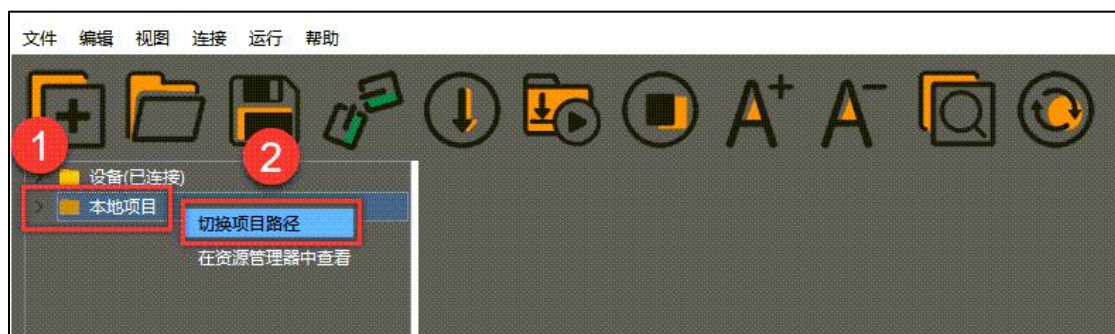 文件 编辑 视图 连接 运行 帮助
A+ A-
1
2
设备(已连接)
本地项目
切换项目路径
在资源管理器中查看